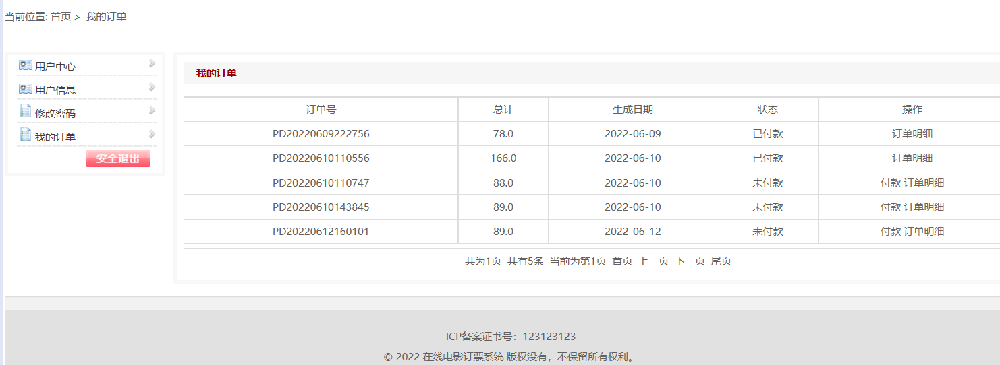 当前位置: 首页 > 我的订单
用户中心
用户信息
修改密码
我的订单
安全退出
我的订单
订单号 总计 生成日期 状态 操作
PD20220609222756 78.0 2022-06-09 已付款 订单明细
PD20220610110556 166.0 2022-06-10 已付款 订单明细
PD20220610110747 88.0 2022-06-10 未付款 付款 订单明细
PD20220610143845 89.0 2022-06-10 未付款 付款 订单明细
PD20220612160101 89.0 2022-06-12 未付款 付款 订单明细
共为1页 共有5条 当前为第1页 首页 上一页 下一页 尾页
ICP备案证书号：123123123
© 2022 在线电影订票系统 版权没有，不保留所有权利。